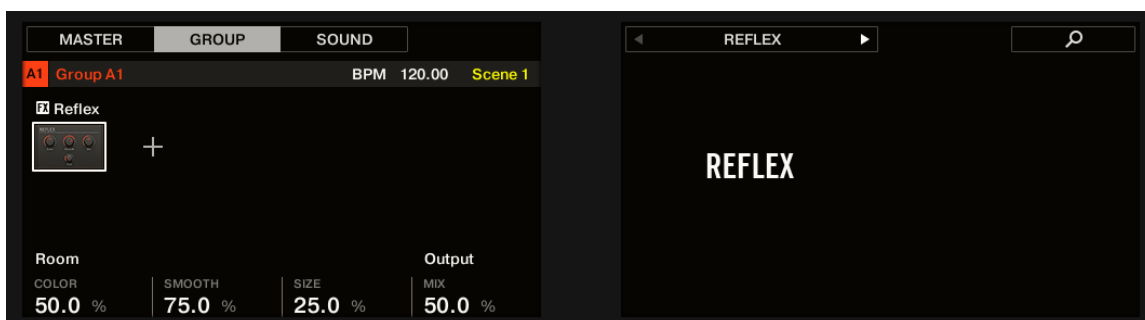 MASTER GROUP SOUND
A1 Group A1 BPM 120.00 Scene 1
FX Reflex
REFLEX
Room Output
COLOR SMOOTH SIZE MIX
50.0 % 75.0 % 25.0 % 50.0 %
REFLEX
REFLEX